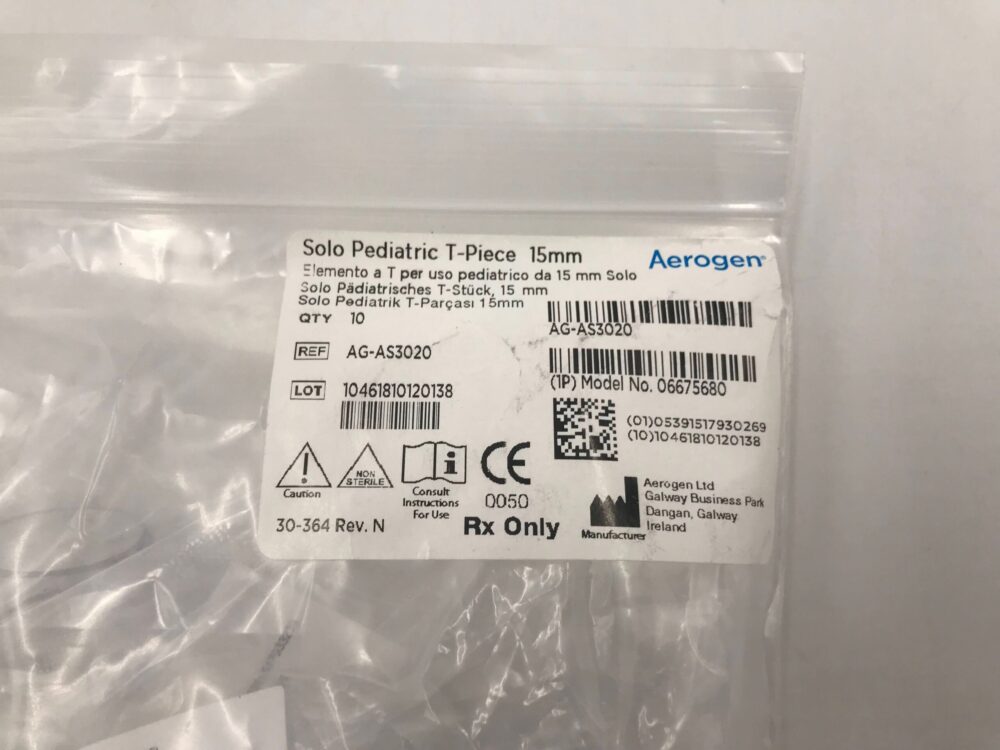 Solo Pediatric T-Piece 15mm
Aerogen
Elemento a T per uso pediatrico da 15 mm Solo
Solo Pädiatrisches T-Stück, 15 mm
Solo Pediatrik T-Parçası 15mm
QTY 10
AG-AS3020
REF AG-AS3020
(1P) Model No. 06675680
LOT 10461810120138
(01)05391517930269
(10)10461810120138
Caution
NON STERILE
Consult
Instructions
For Use
i
CE
0050
Rx Only
30-364 Rev. N
Manufacturer
Aerogen Ltd
Galway Business Park
Dangan, Galway
Ireland